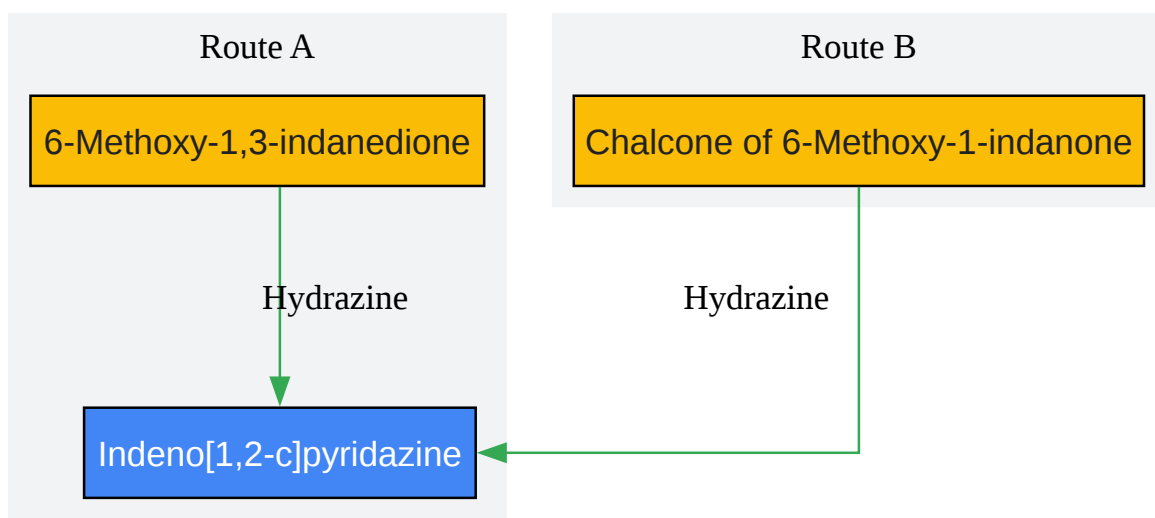 Route A
Route B
6-Methoxy-1,3-indanedione
Chalcone of 6-Methoxy-1-indanone
Hydrazine
Hydrazine
Indeno[1,2-c]pyridazine